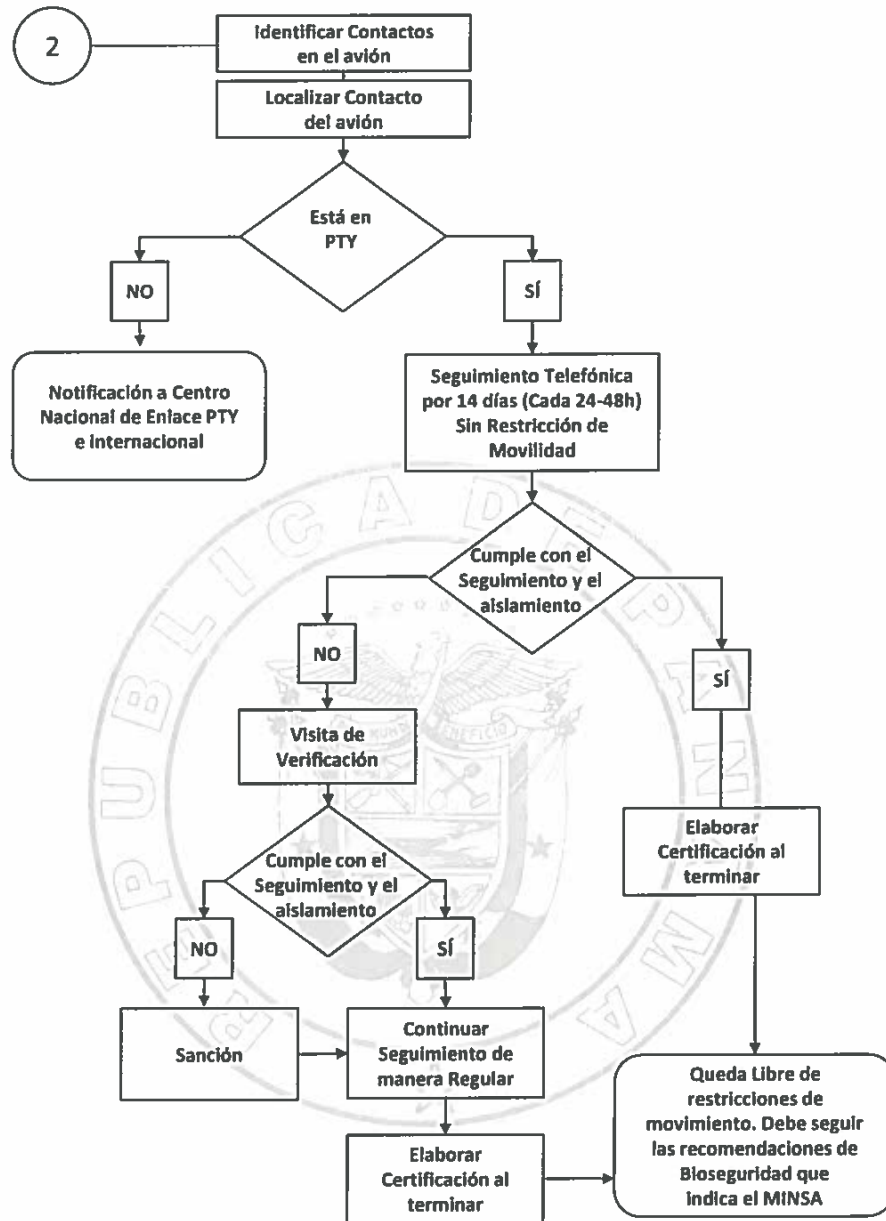 2
Identificar Contactos
en el avión
Localizar Contacto
del avión
Está en
PTY
NO
SÍ
Notificación a Centro
Nacional de Enlace PTY
e internacional
Seguimiento Telefónica
por 14 días (Cada 24-48h)
Sin Restricción de
Movilidad
Cumple con el
Seguimiento y el
aislamiento
NO
SÍ
Visita de
Verificación
Elaborar
Certificación al
terminar
Cumple con el
Seguimiento y el
aislamiento
NO
SÍ
Sanción
Continuar
Seguimiento de
manera Regular
Queda Libre de
restricciones de
movimiento. Debe seguir
las recomendaciones de
Bioseguridad que
indica el MINSA
Elaborar
Certificación al
terminar
REPUBLICA DE PANAMA